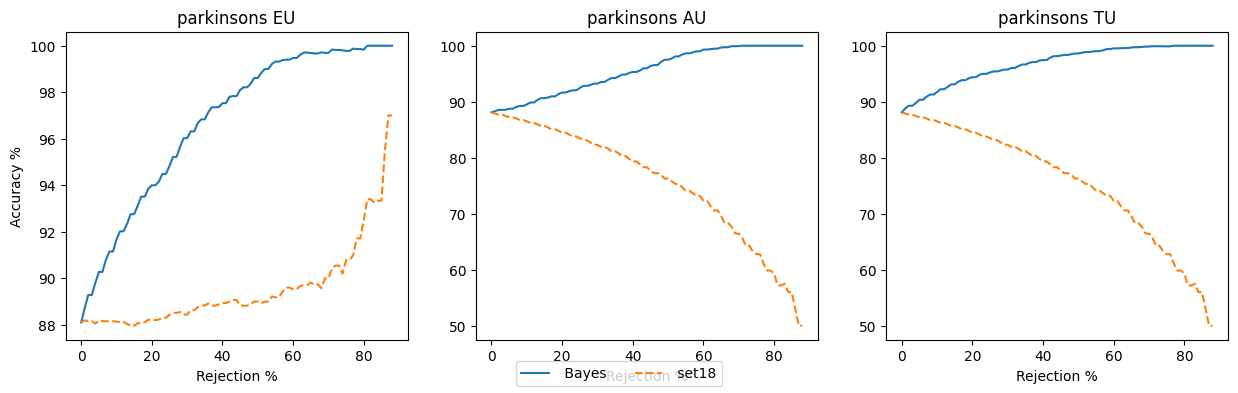 parkinsons EU
Accuracy %
100
98
96
94
92
90
88
0 20 40 60 80
Rejection %
parkinsons AU
100
90
80
70
60
50
0 20 40 60 80
Rejection %
parkinsons TU
100
90
80
70
60
50
0 20 40 60 80
Rejection %
Bayes set18